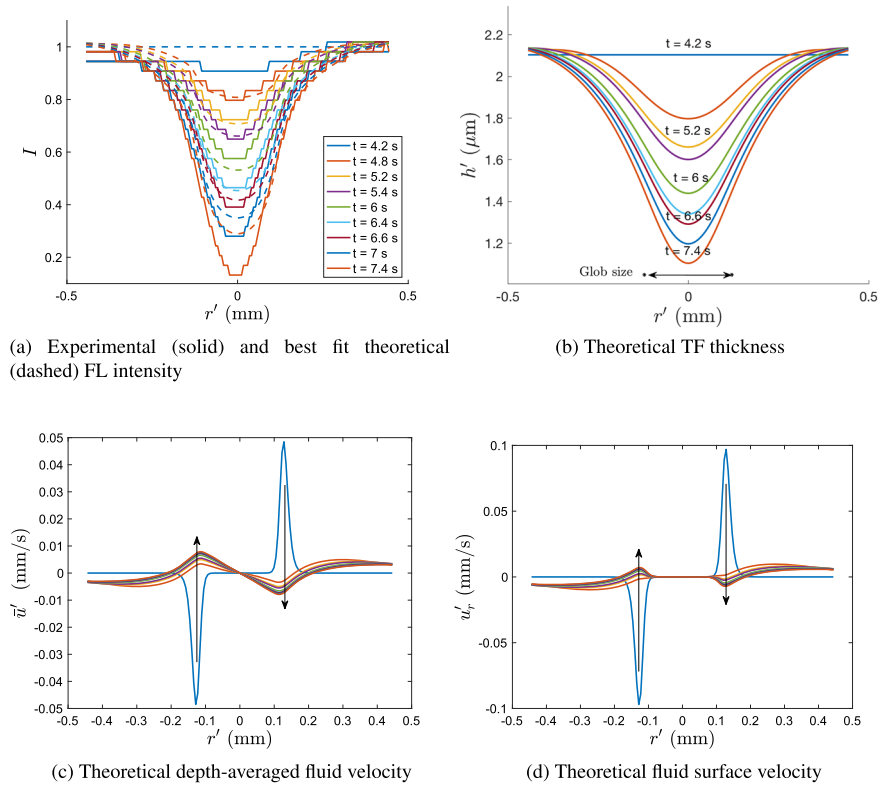 1
0.8
0.6
0.4
0.2
I
-0.5
0
0.5
r′ (mm)
t = 4.2 s
t = 4.8 s
t = 5.2 s
t = 5.4 s
t = 6 s
t = 6.4 s
t = 6.6 s
t = 7 s
t = 7.4 s
(a) Experimental (solid) and best fit theoretical
(dashed) FL intensity
2.2
2
1.8
1.6
1.4
1.2
h′ (μm)
t = 4.2 s
t = 5.2 s
t = 6 s
t = 6.6 s
t = 7.4 s
Glob size
-0.5
0
0.5
r′ (mm)
(b) Theoretical TF thickness
0.05
0.04
0.03
0.02
0.01
0
-0.01
-0.02
-0.03
-0.04
-0.05
ū′ (mm/s)
-0.5 -0.4 -0.3 -0.2 -0.1 0 0.1 0.2 0.3 0.4 0.5
r′ (mm)
(c) Theoretical depth-averaged fluid velocity
0.1
0.05
0
-0.05
-0.1
u′r (mm/s)
-0.5 -0.4 -0.3 -0.2 -0.1 0 0.1 0.2 0.3 0.4 0.5
r′ (mm)
(d) Theoretical fluid surface velocity